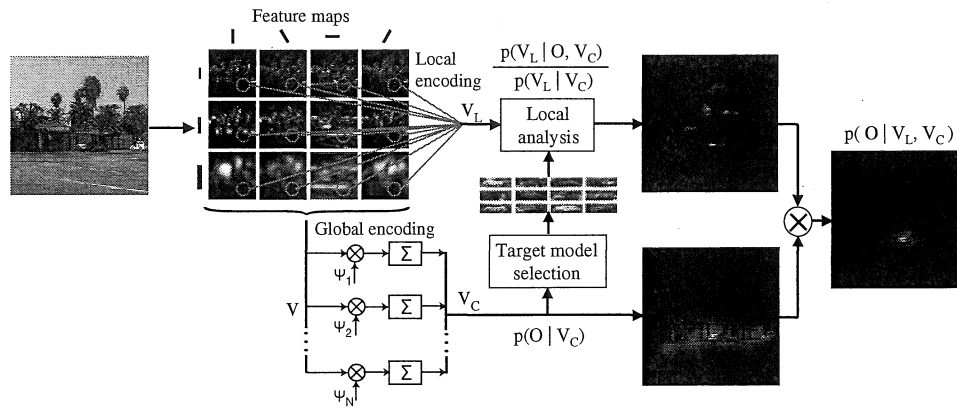 Feature maps
Local
encoding
p(V_L | O, V_C)
p(V_L | V_C)
V_L
Local
analysis
p( O | V_L, V_C)
Global encoding
Target model
selection
Σ
Ψ_1
V
V_C
Σ
Ψ_2
p(O | V_C)
Σ
Ψ_N